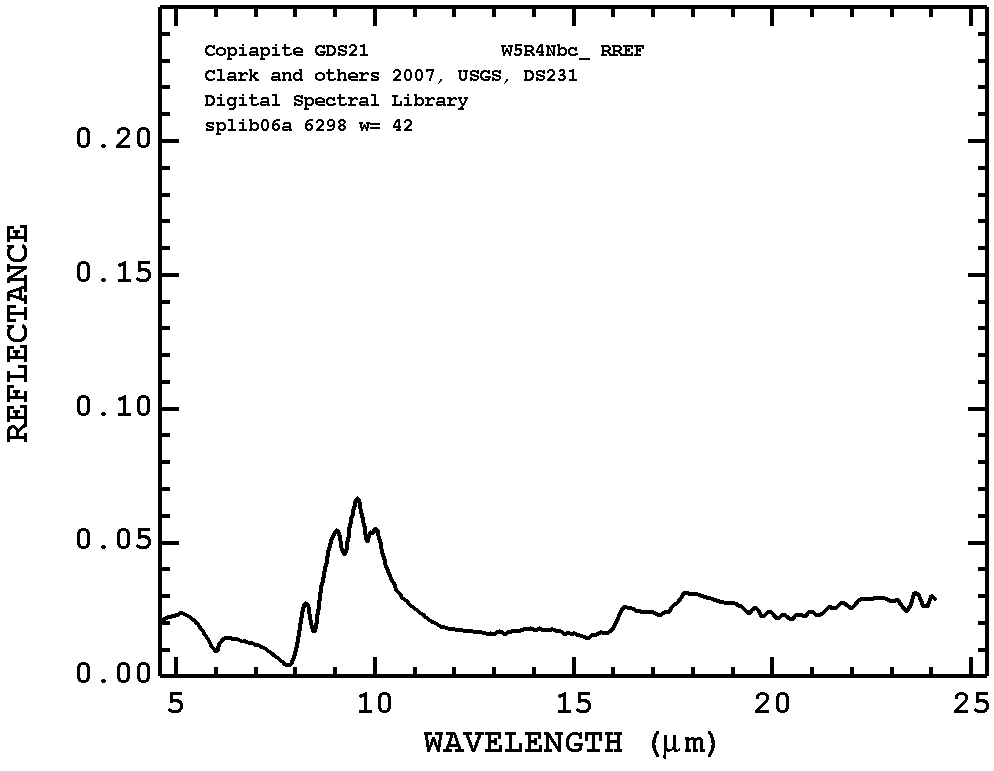 Copiapite GDS21 W5R4Nbc_ RREF
Clark and others 2007, USGS, DS231
Digital Spectral Library
splib06a 6298 w= 42
REFLECTANCE
0.20
0.15
0.10
0.05
0.00
5 10 15 20 25
WAVELENGTH (μm)